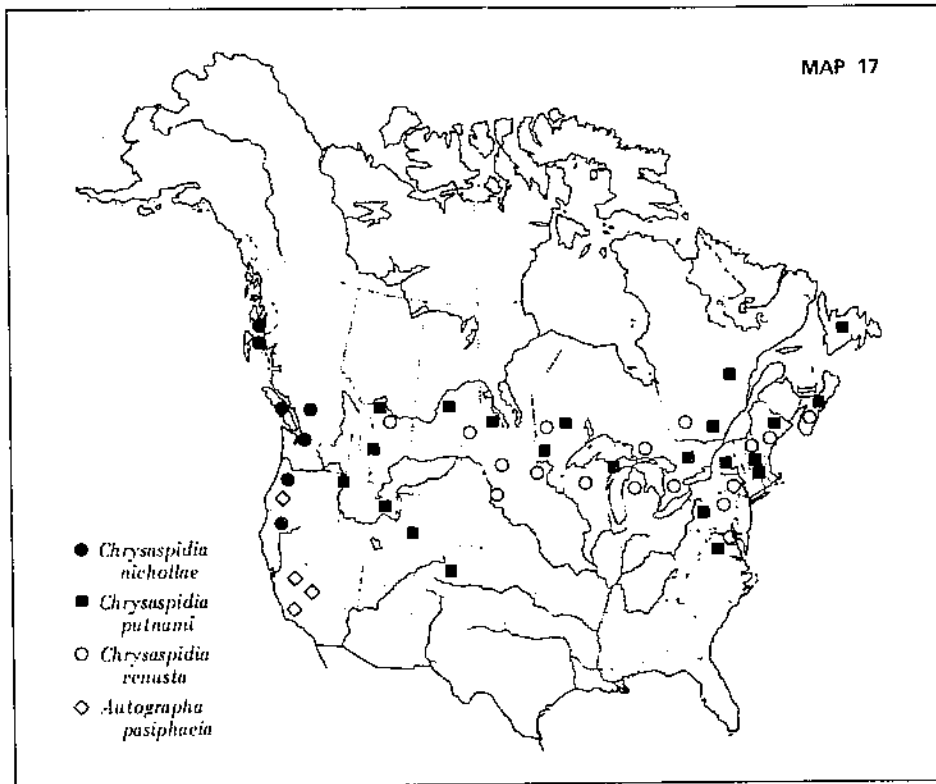 MAP 17
Chrysaspidia
nichollae
Chrysaspidia
putnami
Chrysaspidia
venusta
Autographa
pasiphaeia